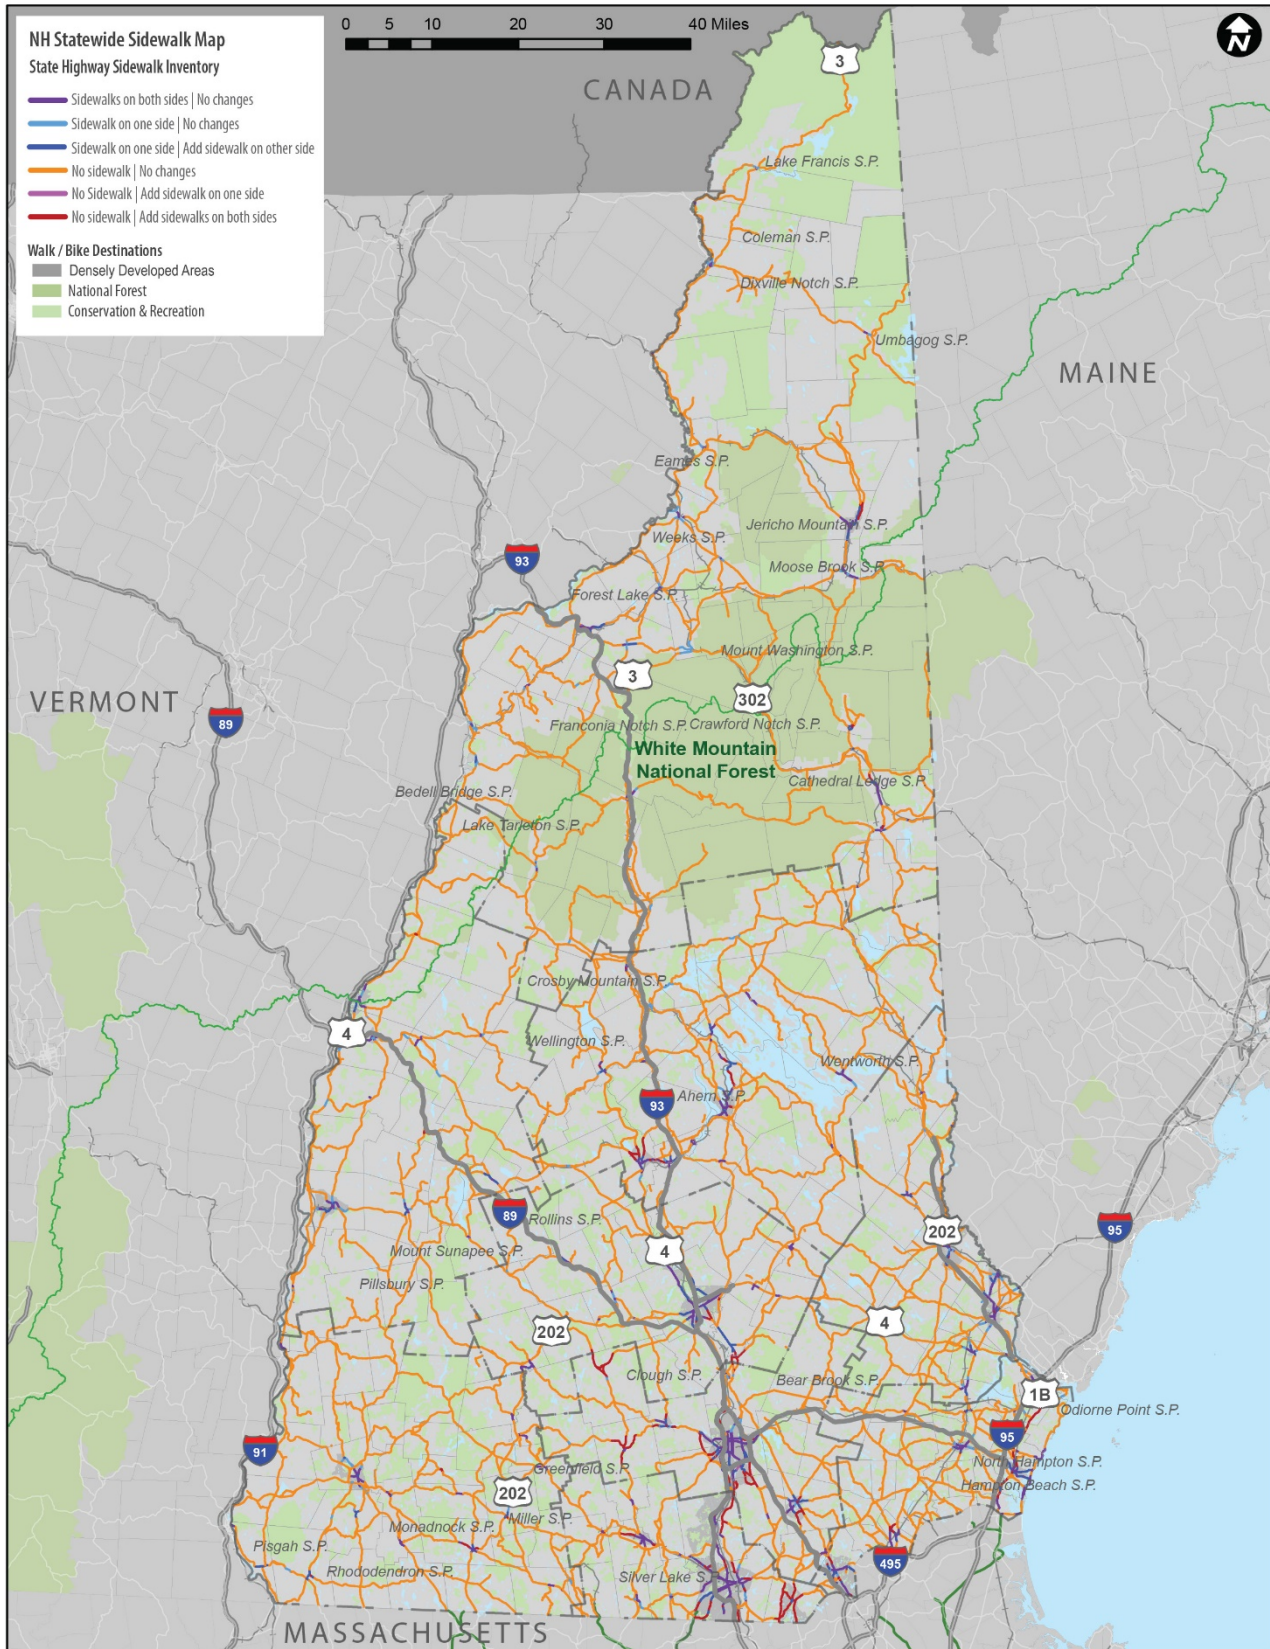 NH Statewide Sidewalk Map
State Highway Sidewalk Inventory
Sidewalks on both sides | No changes
Sidewalk on one side | No changes
Sidewalk on one side | Add sidewalk on other side
No sidewalk | No changes
No Sidewalk | Add sidewalk on one side
No sidewalk | Add sidewalks on both sides
Walk / Bike Destinations
Densely Developed Areas
National Forest
Conservation & Recreation
0 5 10 20 30 40 Miles
N
CANADA
3
Lake Francis S.P.
Coleman S.P.
Dixville Notch S.P.
Umbagog S.P.
MAINE
Eames S.P.
Jericho Mountain S.P.
Weeks S.P.
93
Moose Brook S.P.
Forest Lake S.P.
Mount Washington S.P.
3
302
VERMONT
89
Franconia Notch S.P.
Crawford Notch S.P.
White Mountain
National Forest
Cathedral Ledge S.P.
Bedell Bridge S.P.
Lake Tarleton S.P.
Crosby Mountain S.P.
4
Wellington S.P.
Wentworth S.P.
93
Ahern S.P.
89
Rollins S.P.
95
202
Mount Sunapee S.P.
4
Pillsbury S.P.
202
4
Clough S.P.
Bear Brook S.P.
1B
Odiorne Point S.P.
91
95
North Hampton S.P.
Greenfield S.P.
Hampton Beach S.P.
202
Miller S.P.
Monadnock S.P.
Pisgah S.P.
495
Rhododendron S.P.
Silver Lake S.P.
MASSACHUSETTS